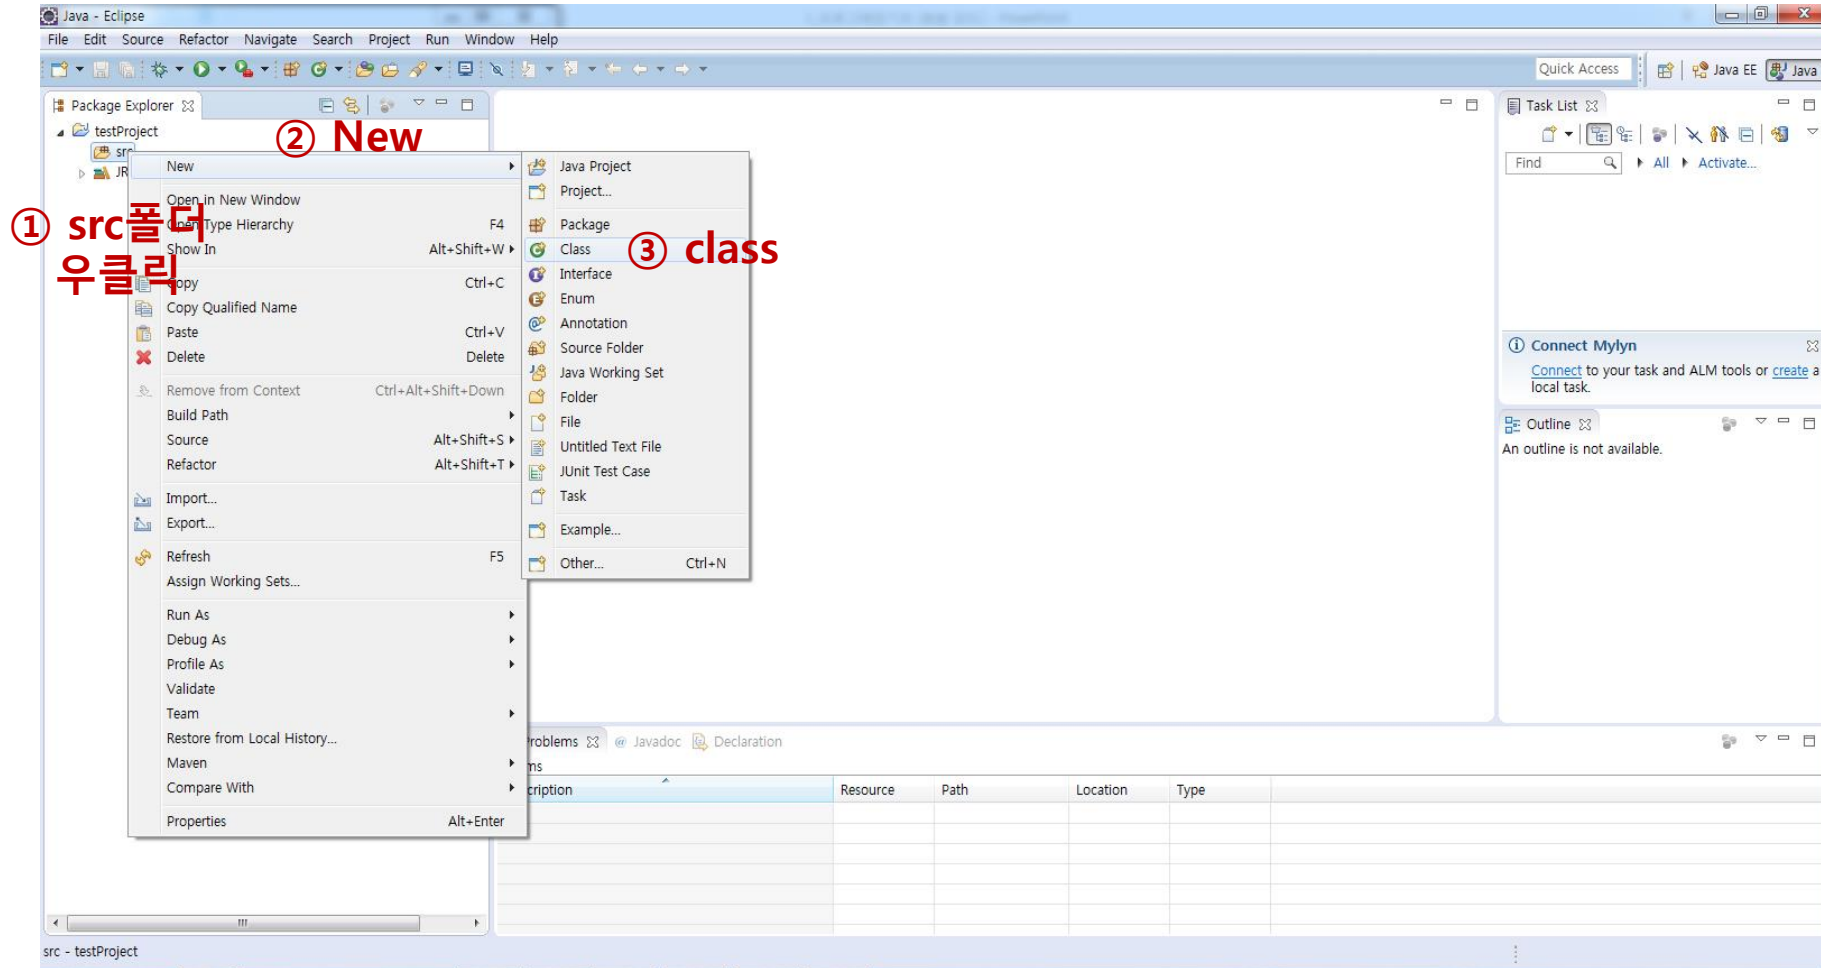 Java - Eclipse
File Edit Source Refactor Navigate Search Project Run Window Help
Quick Access
Java EE
Java
Package Explorer
testProject
src
JR
② New
① src폴더
우클릭
③ class
New
Open in New Window
Open Type Hierarchy F4
Show In Alt+Shift+W
Copy Ctrl+C
Copy Qualified Name
Paste Ctrl+V
Delete Delete
Remove from Context Ctrl+Alt+Shift+Down
Build Path
Source Alt+Shift+S
Refactor Alt+Shift+T
Import...
Export...
Refresh F5
Assign Working Sets...
Run As
Debug As
Profile As
Validate
Team
Restore from Local History...
Maven
Compare With
Properties Alt+Enter
Java Project
Project...
Package
Class
Interface
Enum
Annotation
Source Folder
Java Working Set
Folder
File
Untitled Text File
JUnit Test Case
Task
Example...
Other... Ctrl+N
Task List
Find All Activate...
Connect Mylyn
Connect to your task and ALM tools or create a
local task.
Outline
An outline is not available.
roblems Javadoc Declaration
ms
cription Resource Path Location Type
src - testProject